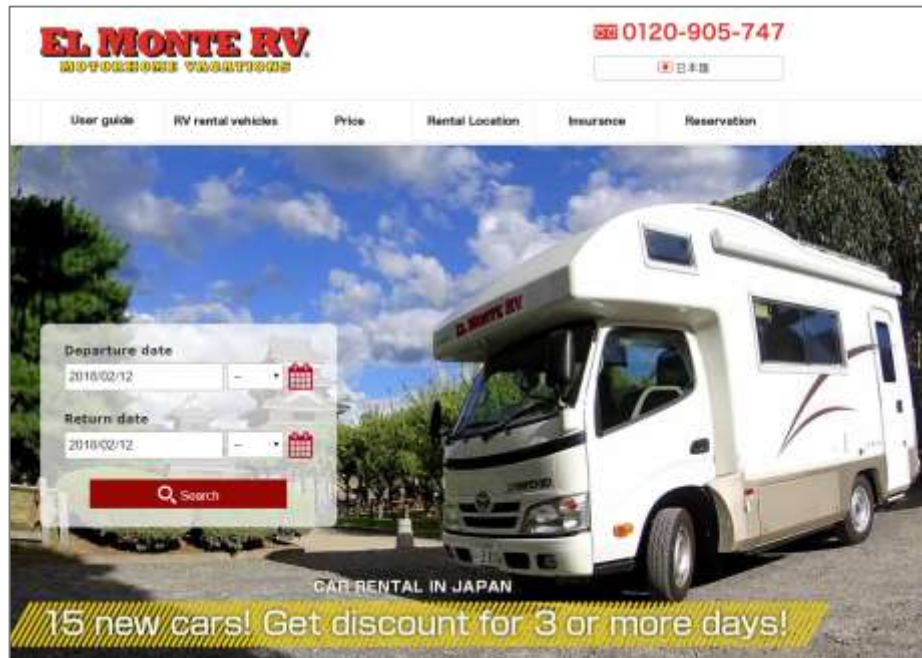 EL MONTE RV
MOTORHOME VACATIONS
0120-905-747
日本語
User guide RV rental vehicles Price Rental Location Insurance Reservation
EL MONTE RV
Departure date
2018/02/12 --
Return date
2018/02/12 --
Search
CAR RENTAL IN JAPAN
15 new cars! Get discount for 3 or more days!